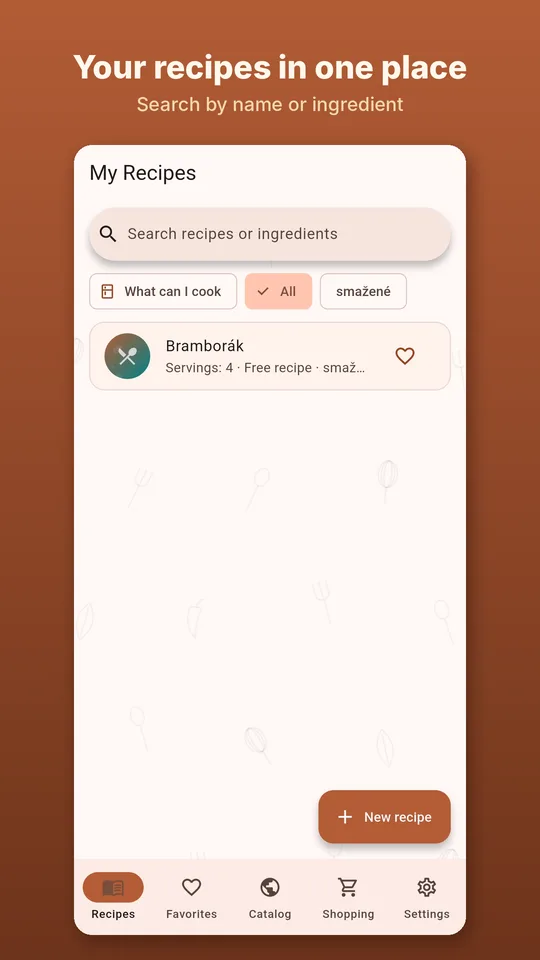 Your recipes in one place
Search by name or ingredient
My Recipes
Search recipes or ingredients
What can I cook
All
smažené
Bramborák
Servings: 4 · Free recipe · smaž…
New recipe
Recipes
Favorites
Catalog
Shopping
Settings